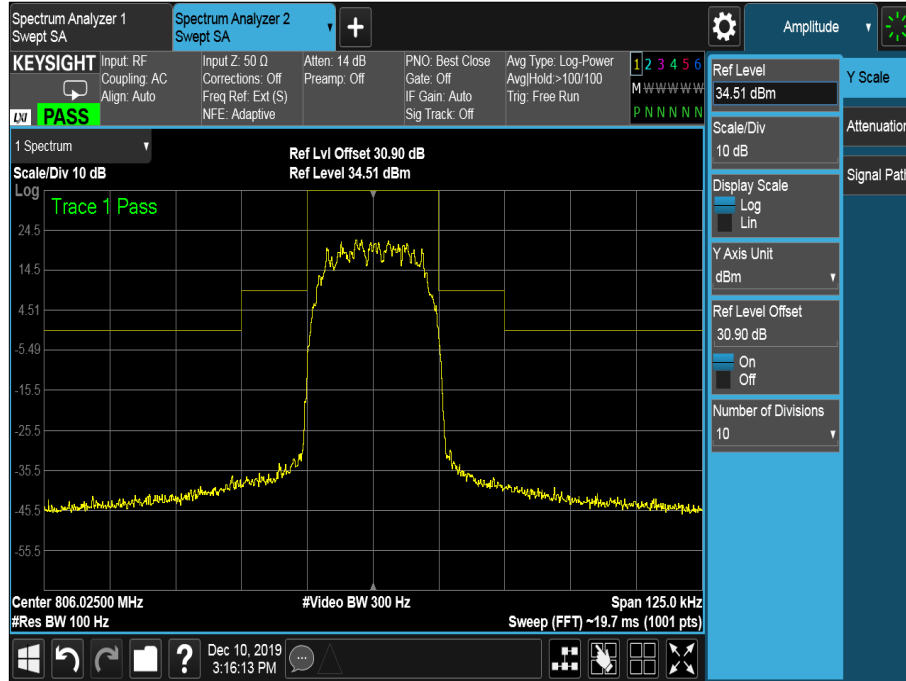 Spectrum Analyzer 1
Swept SA
Spectrum Analyzer 2
Swept SA
Amplitude
KEYSIGHT
Input: RF
Coupling: AC
Align: Auto
Input Z: 50 Ω
Corrections: Off
Freq Ref: Ext (S)
NFE: Adaptive
Atten: 14 dB
Preamp: Off
PNO: Best Close
Gate: Off
IF Gain: Auto
Sig Track: Off
Avg Type: Log-Power
Avg|Hold:>100/100
Trig: Free Run
1 2 3 4 5 6
M W W W W W
P N N N N N
LXI PASS
1 Spectrum
Scale/Div 10 dB
Ref Lvl Offset 30.90 dB
Ref Level 34.51 dBm
Log
Trace 1 Pass
24.5
14.5
4.51
-5.49
-15.5
-25.5
-35.5
-45.5
-55.5
Center 806.02500 MHz
#Res BW 100 Hz
#Video BW 300 Hz
Span 125.0 kHz
Sweep (FFT) ~19.7 ms (1001 pts)
Ref Level
34.51 dBm
Scale/Div
10 dB
Display Scale
Log
Lin
Y Axis Unit
dBm
Ref Level Offset
30.90 dB
On
Off
Number of Divisions
10
Y Scale
Attenuation
Signal Path
?
Dec 10, 2019
3:16:13 PM